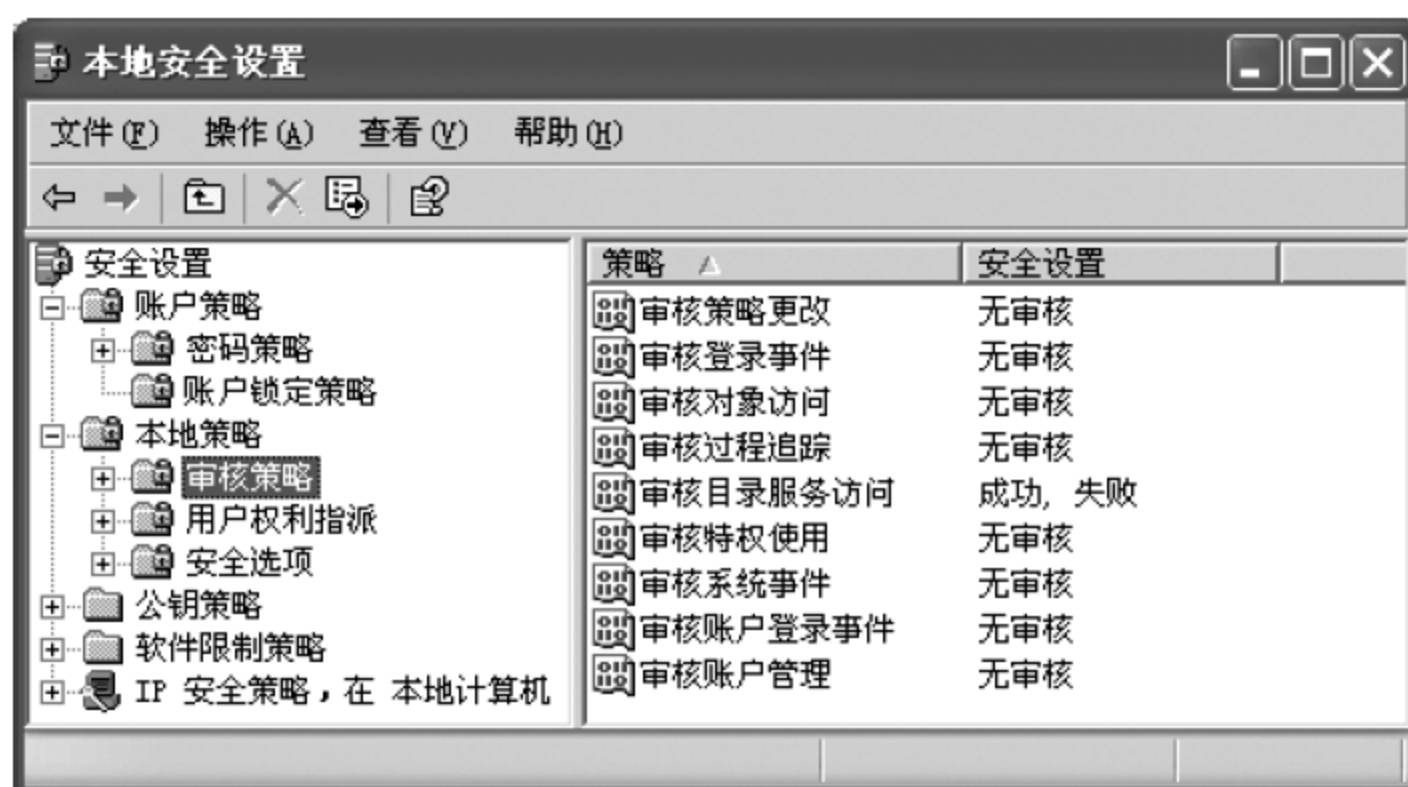 本地安全设置
文件(F) 操作(A) 查看(V) 帮助(H)
安全设置
账户策略
密码策略
账户锁定策略
本地策略
审核策略
用户权利指派
安全选项
公钥策略
软件限制策略
IP 安全策略，在 本地计算机
策略 安全设置
审核策略更改 无审核
审核登录事件 无审核
审核对象访问 无审核
审核过程追踪 无审核
审核目录服务访问 成功, 失败
审核特权使用 无审核
审核系统事件 无审核
审核账户登录事件 无审核
审核账户管理 无审核